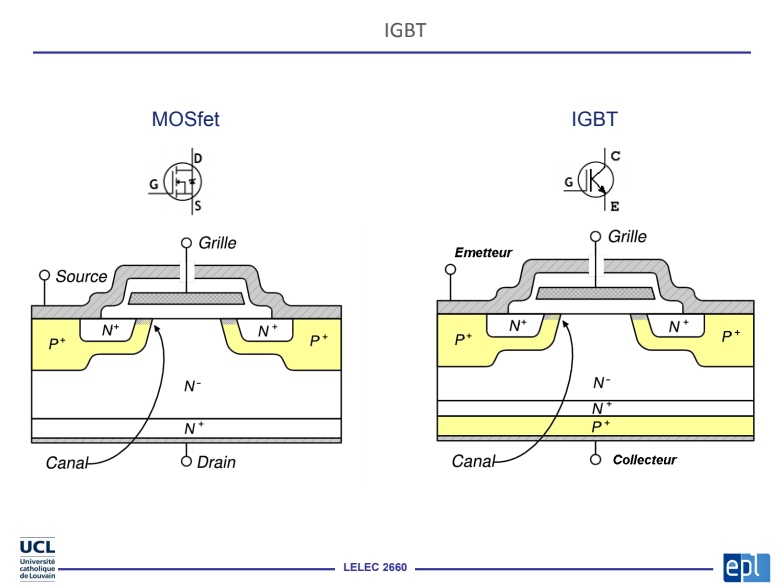 IGBT
MOSfet
D
G
S
Grille
Source
N+
N+
P+
P+
N-
N+
Canal
Drain
IGBT
C
G
E
Grille
Emetteur
N+
N+
P+
P+
N-
N+
P+
Canal
Collecteur
UCL
Université
catholique
de Louvain
LELEC 2660
epl